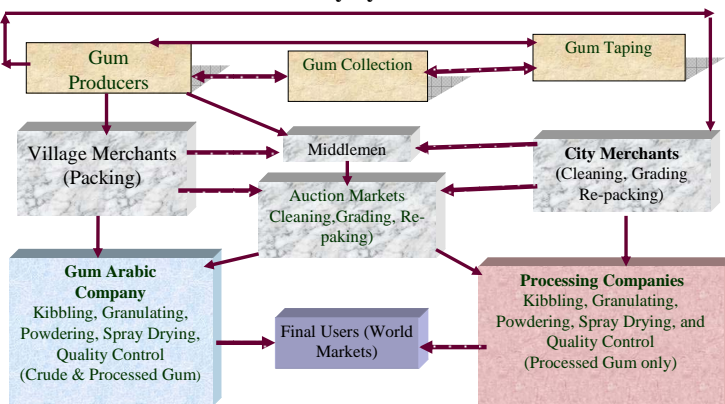 Gum
Producers
Gum Collection
Gum Taping
Village Merchants
(Packing)
Middlemen
City Merchants
(Cleaning, Grading
Re-packing)
Auction Markets
Cleaning,Grading, Re-
paking)
Gum Arabic
Company
Kibbling, Granulating,
Powdering, Spray Drying,
Quality Control
(Crude & Processed Gum)
Final Users (World
Markets)
Processing Companies
Kibbling, Granulating,
Powdering, Spray Drying, and
Quality Control
(Processed Gum only)